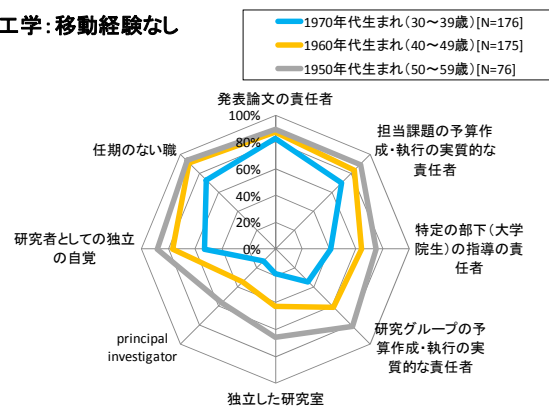 工学：移動経験なし
1970年代生まれ（30～39歳）[N=176]
1960年代生まれ（40～49歳）[N=175]
1950年代生まれ（50～59歳）[N=76]
発表論文の責任者
100%
80%
60%
40%
20%
0%
担当課題の予算作
成・執行の実質的な
責任者
特定の部下（大学
院生）の指導の責
任者
研究グループの予
算作成・執行の実
質的な責任者
独立した研究室
principal
investigator
研究者としての独立
の自覚
任期のない職